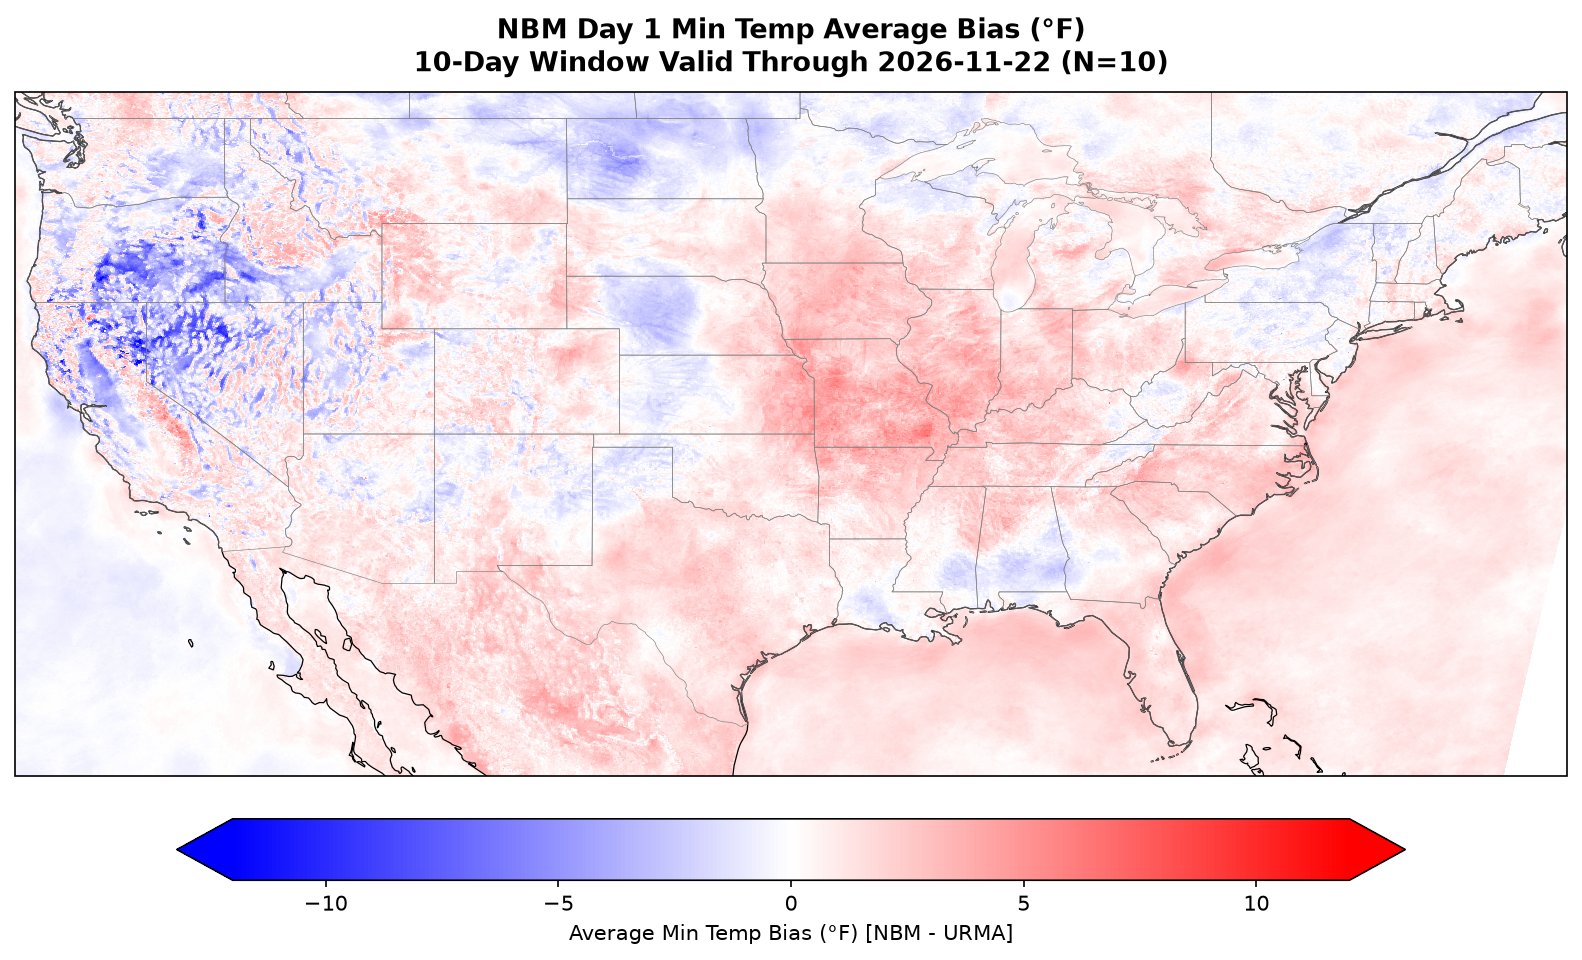 NBM Day 1 Min Temp Average Bias (°F)
10-Day Window Valid Through 2026-11-22 (N=10)
−10 −5 0 5 10
Average Min Temp Bias (°F) [NBM - URMA]